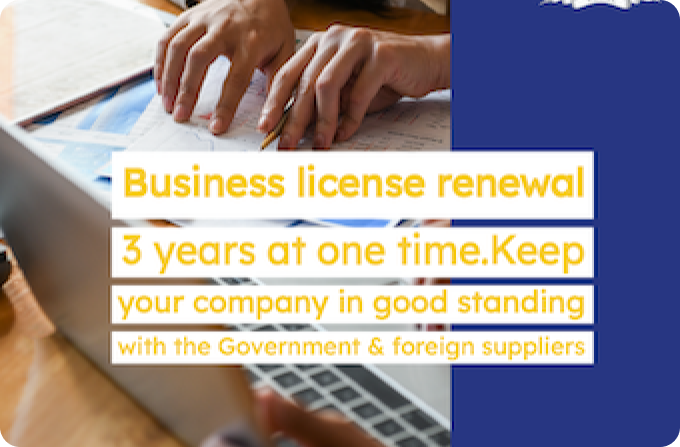 Business license renewal
3 years at one time.Keep
your company in good standing
with the Government & foreign suppliers